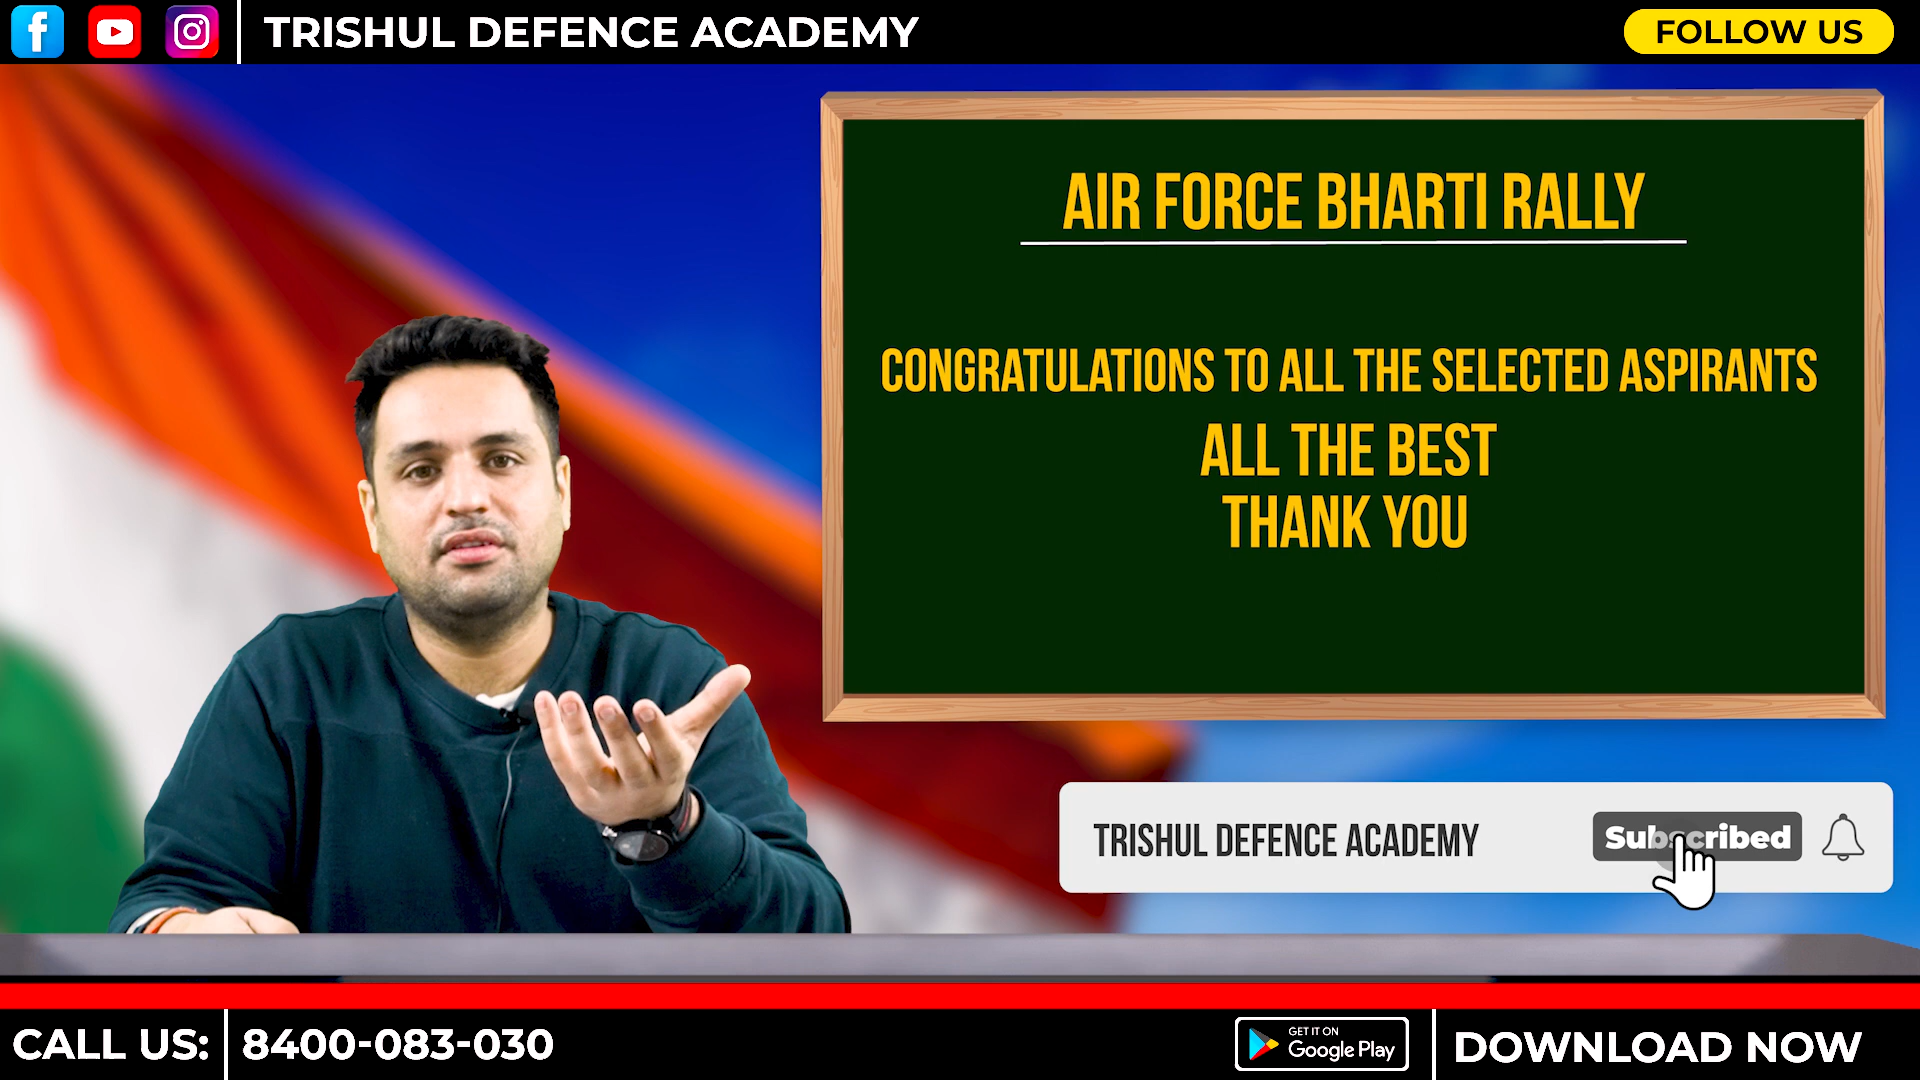 TRISHUL DEFENCE ACADEMY
FOLLOW US
AIR FORCE BHARTI RALLY
CONGRATULATIONS TO ALL THE SELECTED ASPIRANTS
ALL THE BEST
THANK YOU
TRISHUL DEFENCE ACADEMY
Subscribed
CALL US: 8400-083-030
GET IT ON
Google Play
DOWNLOAD NOW